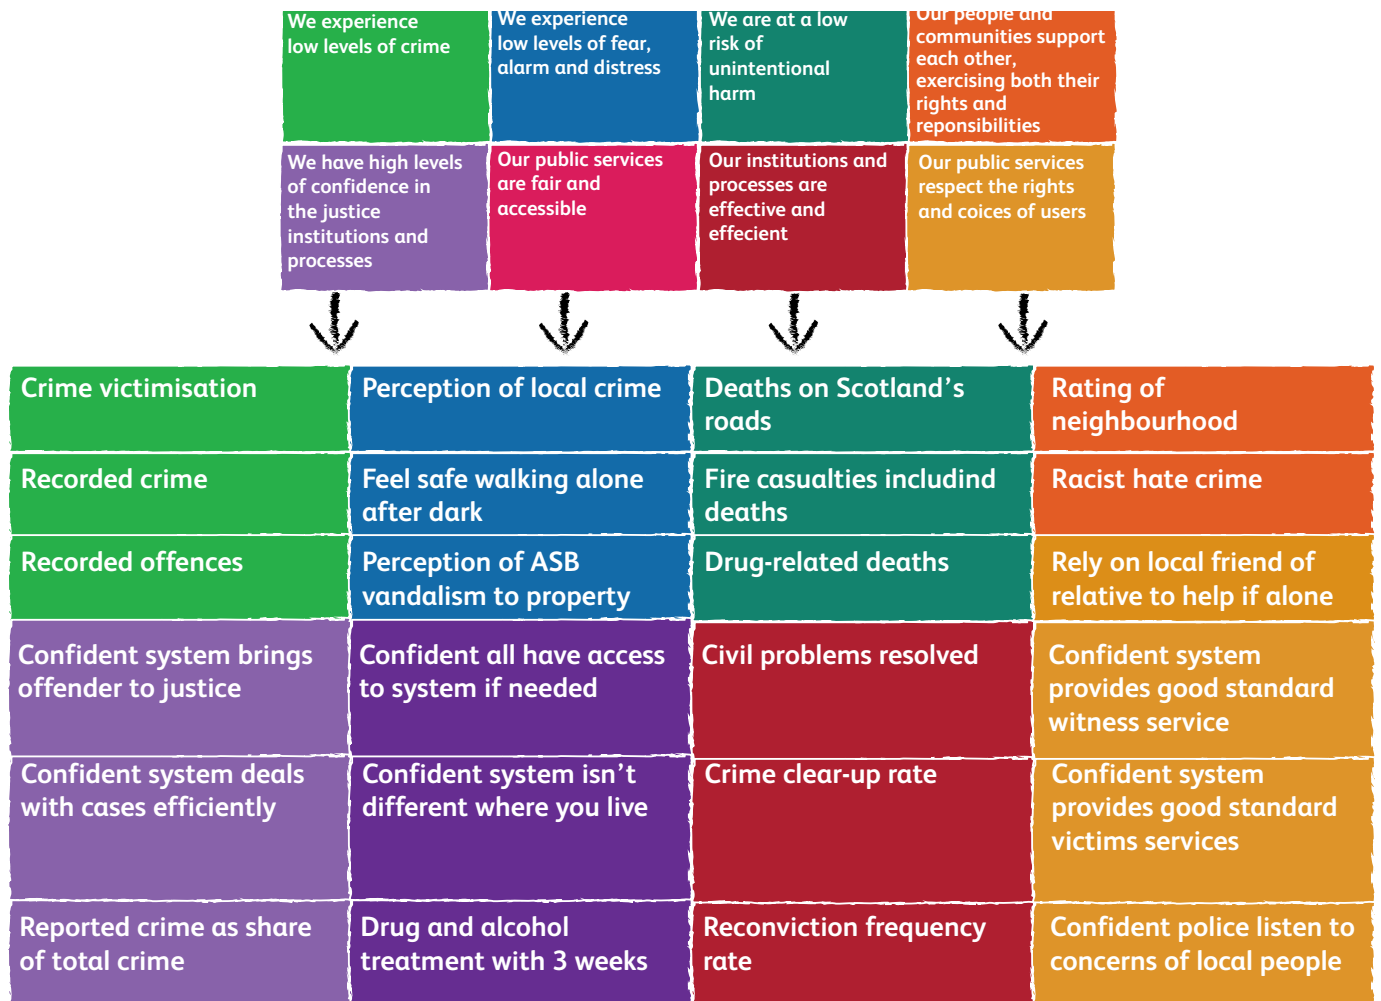 We experience
low levels of crime
We experience
low levels of fear,
alarm and distress
We are at a low
risk of
unintentional
harm
Our people and
communities support
each other,
exercising both their
rights and
reponsibilities
We have high levels
of confidence in
the justice
institutions and
processes
Our public services
are fair and
accessible
Our institutions and
processes are
effective and
effecient
Our public services
respect the rights
and coices of users
Crime victimisation
Perception of local crime
Deaths on Scotland's
roads
Rating of
neighbourhood
Recorded crime
Feel safe walking alone
after dark
Fire casualties includind
deaths
Racist hate crime
Recorded offences
Perception of ASB
vandalism to property
Drug-related deaths
Rely on local friend of
relative to help if alone
Confident system brings
offender to justice
Confident all have access
to system if needed
Civil problems resolved
Confident system
provides good standard
witness service
Confident system deals
with cases efficiently
Confident system isn't
different where you live
Crime clear-up rate
Confident system
provides good standard
victims services
Reported crime as share
of total crime
Drug and alcohol
treatment with 3 weeks
Reconviction frequency
rate
Confident police listen to
concerns of local people